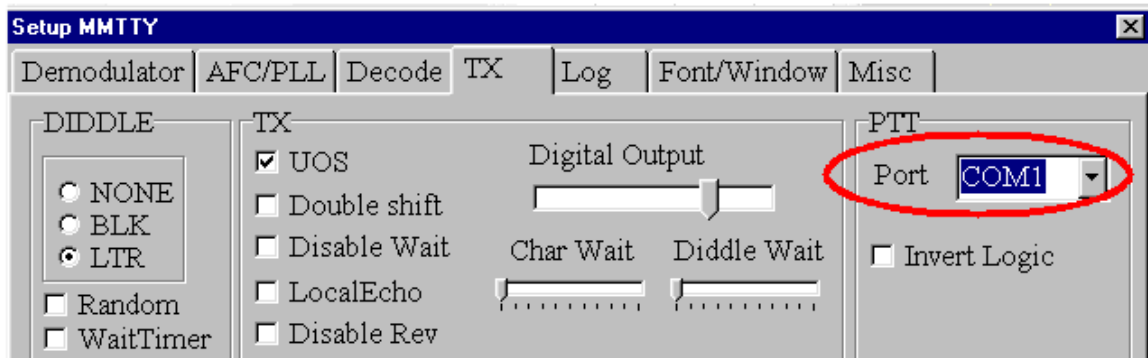 Setup MMTTY
Demodulator AFC/PLL Decode TX Log Font/Window Misc
DIDDLE
NONE
BLK
LTR
Random
WaitTimer
TX
UOS
Double shift
Disable Wait
LocalEcho
Disable Rev
Digital Output
Char Wait Diddle Wait
PTT
Port COM1
Invert Logic